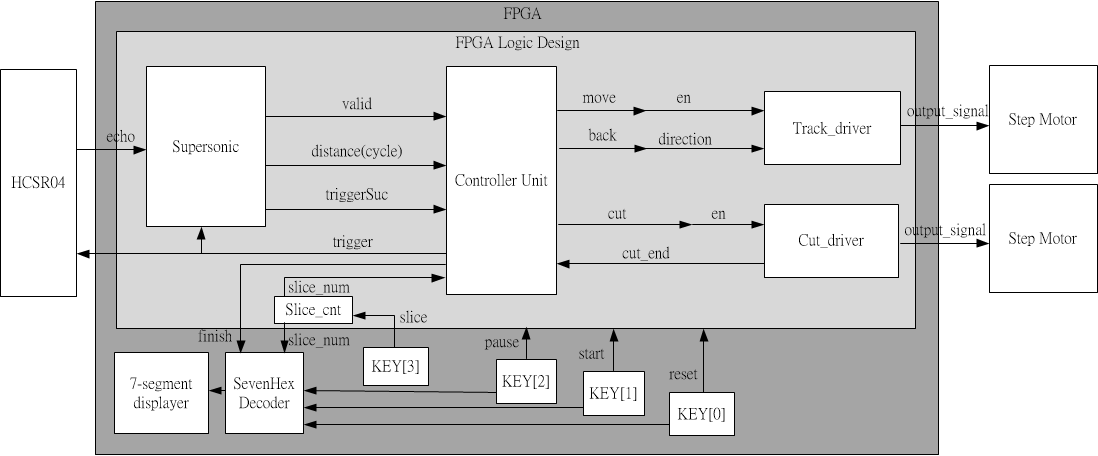 FPGA
FPGA Logic Design
HCSR04
echo
Supersonic
valid
distance(cycle)
triggerSuc
trigger
Controller Unit
move
en
back
direction
Track_driver
output_signal
Step Motor
cut
en
cut_end
Cut_driver
output_signal
Step Motor
slice_num
Slice_cnt
slice
finish
slice_num
pause
start
reset
KEY[3]
KEY[2]
KEY[1]
KEY[0]
7-segment
displayer
SevenHex
Decoder